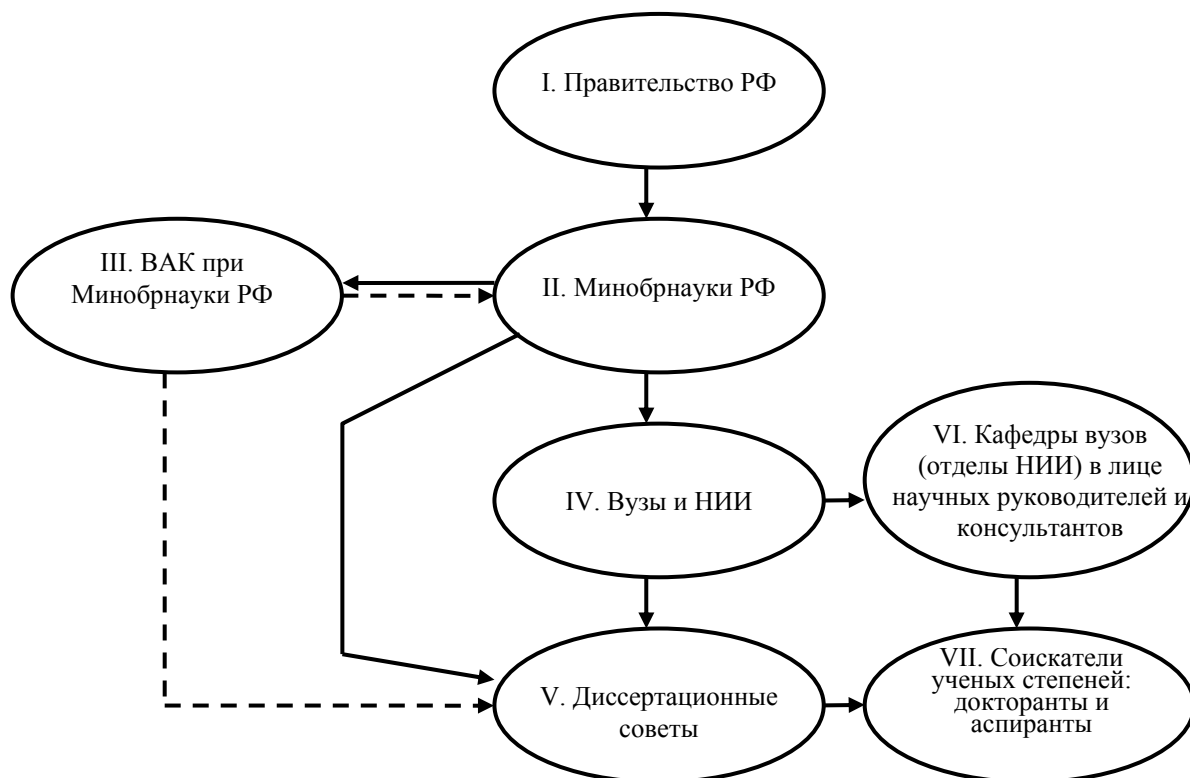 I. Правительство РФ
III. ВАК при
Минобрнауки РФ
II. Минобрнауки РФ
IV. Вузы и НИИ
VI. Кафедры вузов
(отделы НИИ) в лице
научных руководителей и
консультантов
V. Диссертационные
советы
VII. Соискатели
ученых степеней:
докторанты и
аспиранты